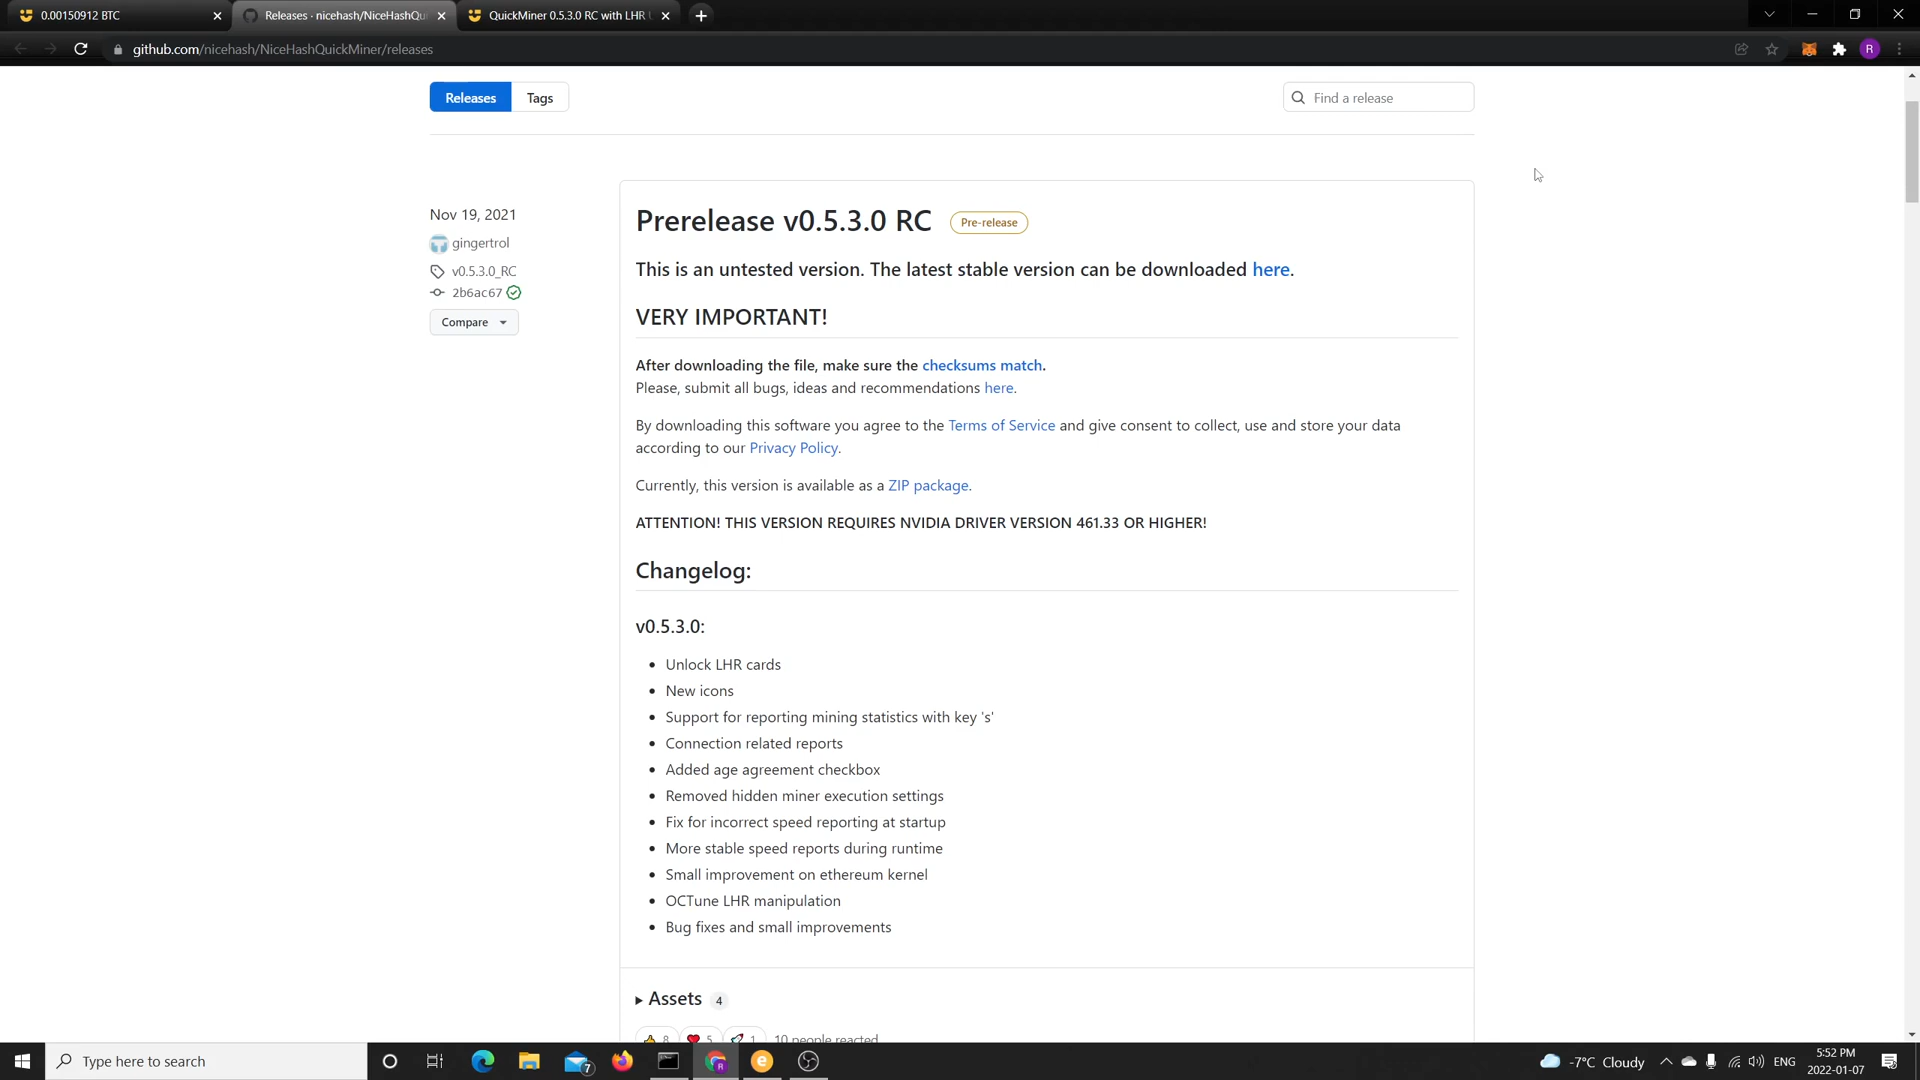 0.00150912 BTC
Releases · nicehash/NiceHashQui
QuickMiner 0.5.3.0 RC with LHR
github.com/nicehash/NiceHashQuickMiner/releases
R
Releases
Tags
Find a release
Nov 19, 2021
gingertrol
v0.5.3.0_RC
2b6ac67
Compare
Prerelease v0.5.3.0 RC
Pre-release
This is an untested version. The latest stable version can be downloaded here.
VERY IMPORTANT!
After downloading the file, make sure the checksums match.
Please, submit all bugs, ideas and recommendations here.
By downloading this software you agree to the Terms of Service and give consent to collect, use and store your data
according to our Privacy Policy.
Currently, this version is available as a ZIP package.
ATTENTION! THIS VERSION REQUIRES NVIDIA DRIVER VERSION 461.33 OR HIGHER!
Changelog:
v0.5.3.0:
• Unlock LHR cards
• New icons
• Support for reporting mining statistics with key 's'
• Connection related reports
• Added age agreement checkbox
• Removed hidden miner execution settings
• Fix for incorrect speed reporting at startup
• More stable speed reports during runtime
• Small improvement on ethereum kernel
• OCTune LHR manipulation
• Bug fixes and small improvements
Assets 4
8
5
1
10 people reacted
Type here to search
7
R
-7°C Cloudy
ENG
5:52 PM
2022-01-07